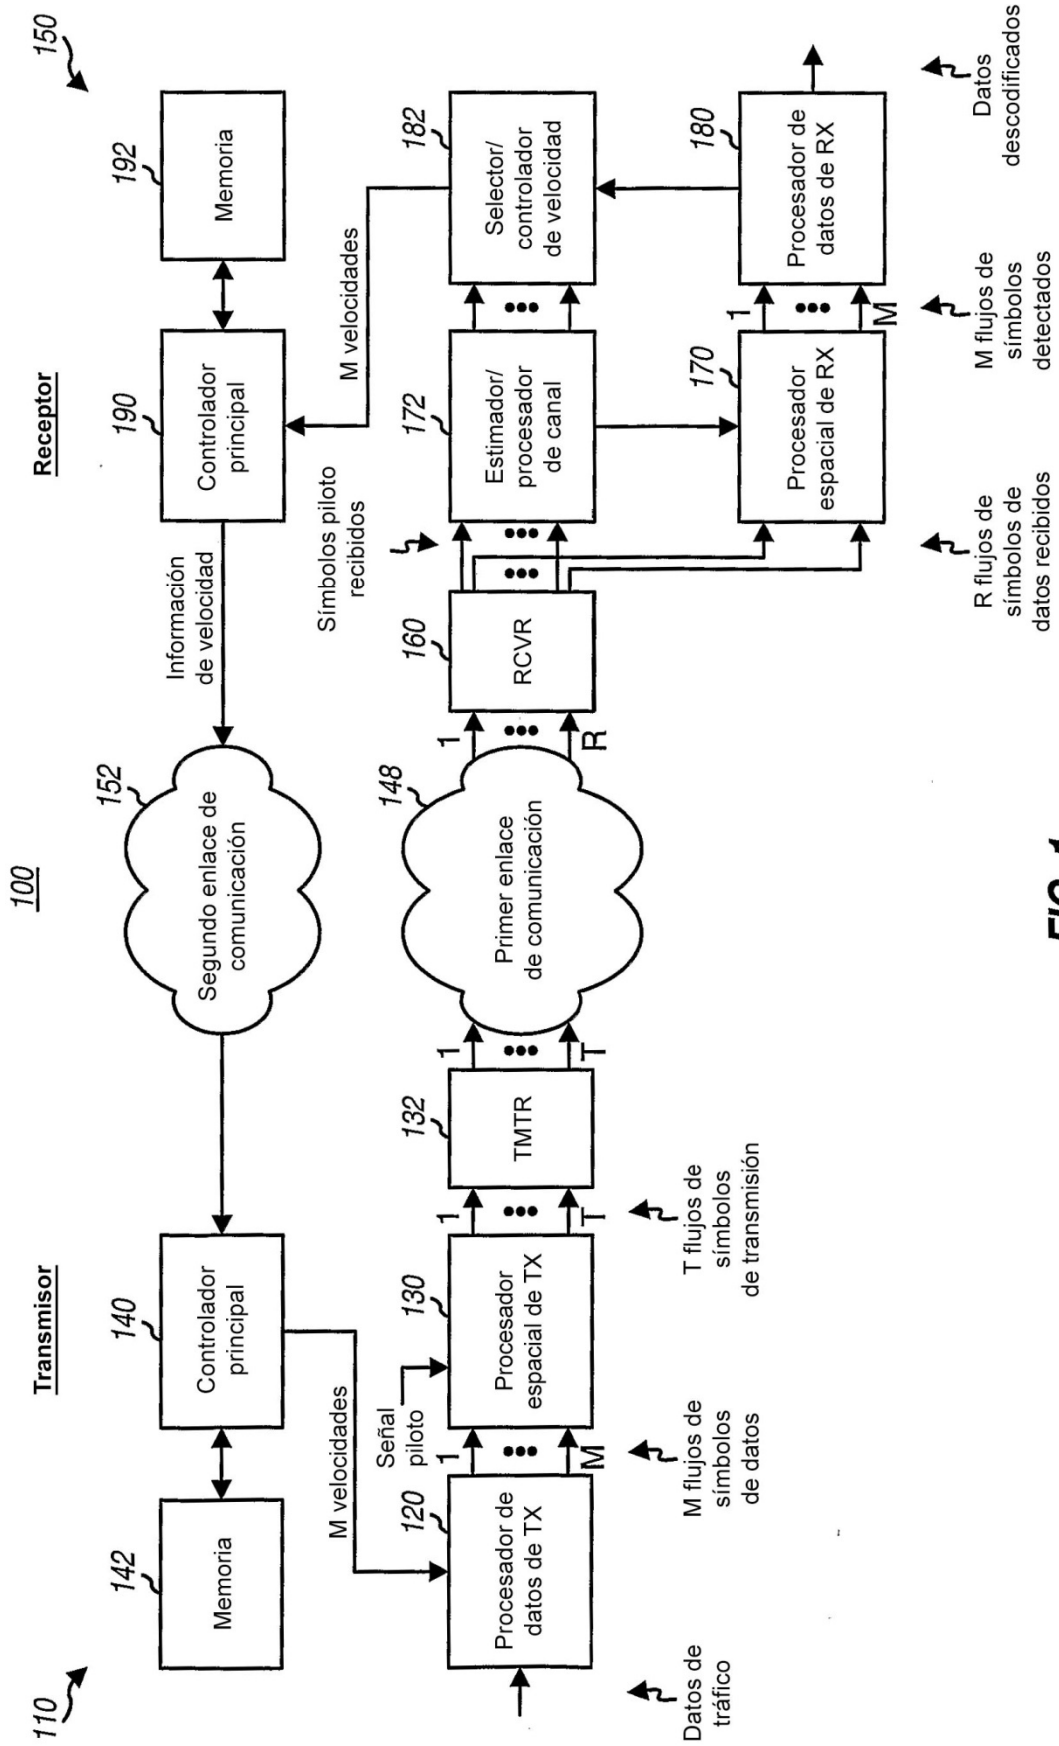 100
Transmisor
Receptor
110
150
142
Memoria
140
Controlador
principal
152
Segundo enlace de
comunicación
Información
de velocidad
190
Controlador
principal
192
Memoria
M velocidades
M velocidades
Señal
piloto
120
Procesador de
datos de TX
1
M
130
Procesador
espacial de TX
1
T
132
TMTR
1
T
148
Primer enlace
de comunicación
1
R
160
RCVR
Símbolos piloto
recibidos
172
Estimador/
procesador
de canal
182
Selector/
controlador
de velocidad
170
Procesador
espacial de RX
1
M
180
Procesador de
datos de RX
Datos de
tráfico
M flujos de
símbolos
de datos
T flujos de
símbolos
de transmisión
R flujos de
símbolos de
datos recibidos
M flujos de
símbolos
detectados
Datos
descodificados
FIG. 1